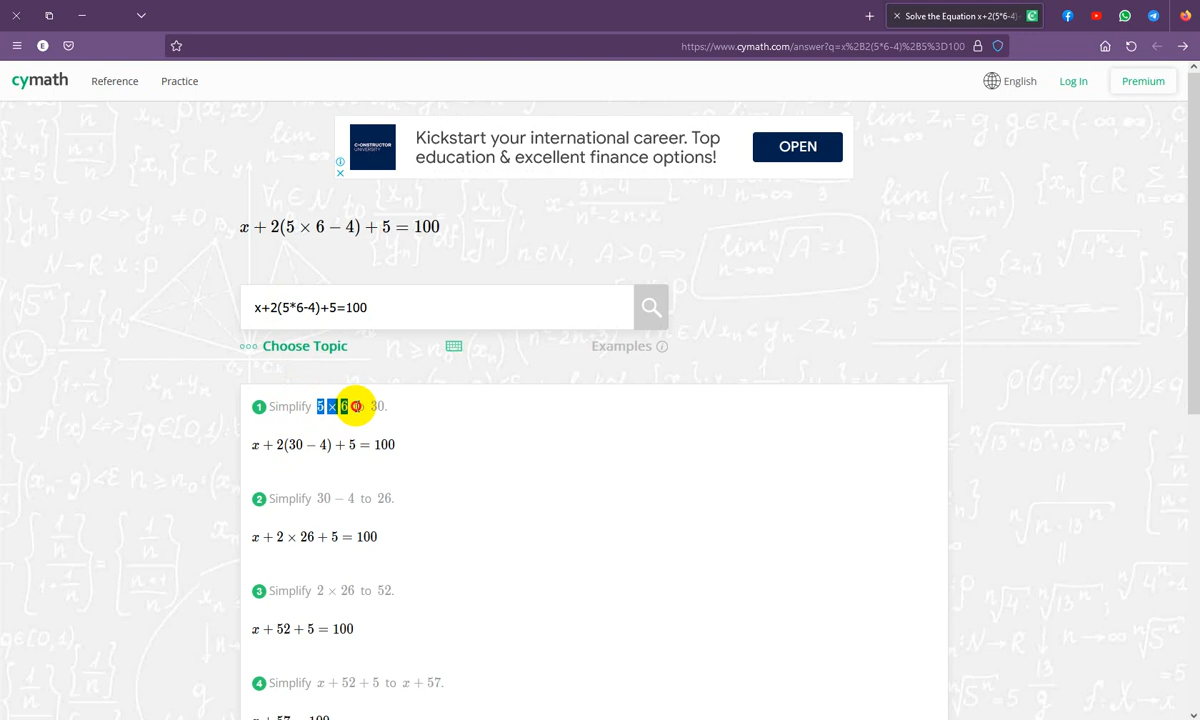 Solve the Equation x+2(5*6-4)
https://www.cymath.com/answer?q=x%2B2(5*6-4)%2B5%3D100
cymath Reference Practice English Log In Premium
C-ONSTRUCTOR
UNIVERSITY
Kickstart your international career. Top
education & excellent finance options!
OPEN
x + 2(5 × 6 − 4) + 5 = 100
x+2(5*6-4)+5=100
Choose Topic Examples
1 Simplify 5 × 6 to 30.
x + 2(30 − 4) + 5 = 100
2 Simplify 30 − 4 to 26.
x + 2 × 26 + 5 = 100
3 Simplify 2 × 26 to 52.
x + 52 + 5 = 100
4 Simplify x + 52 + 5 to x + 57.
x + 57 = 100